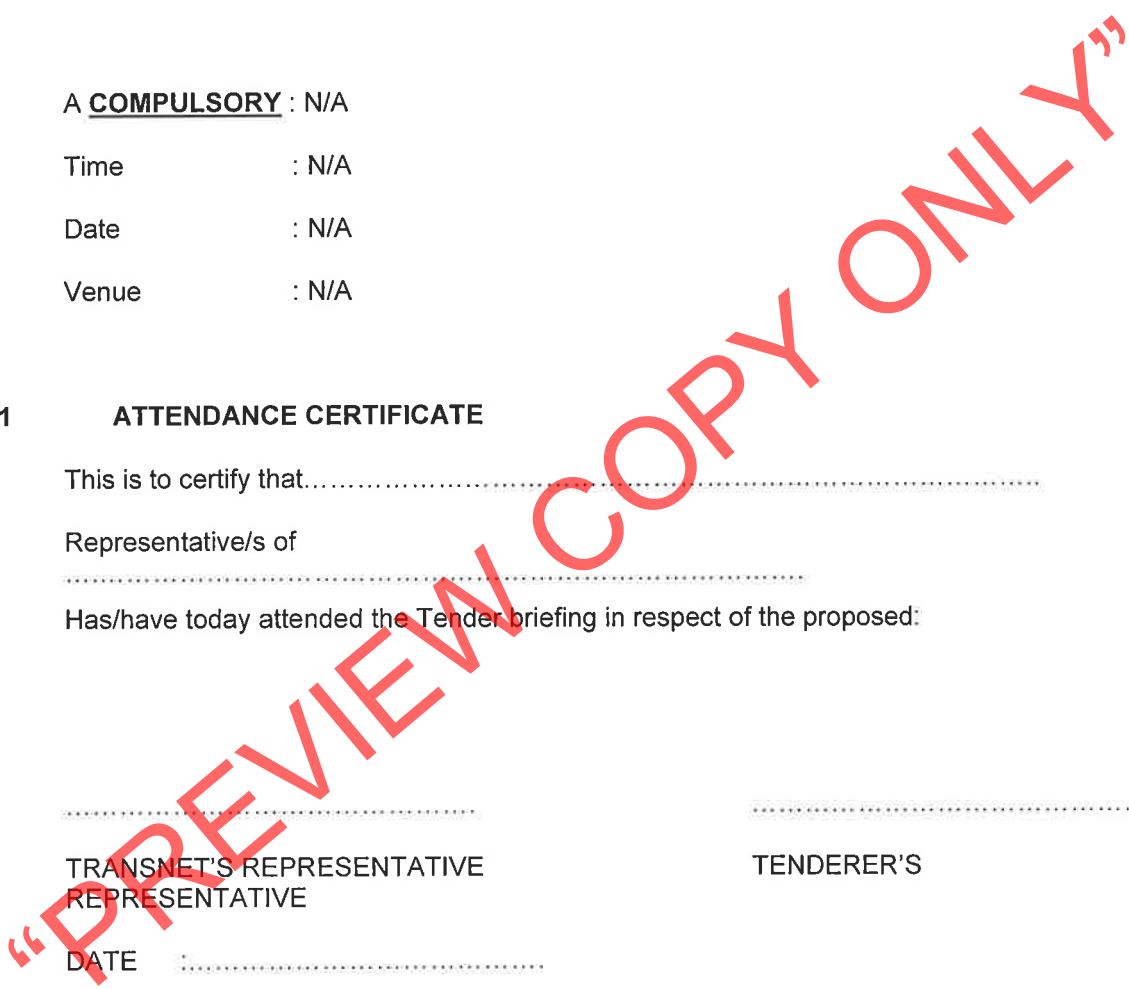 A COMPULSORY : N/A
Time : N/A
Date : N/A
Venue : N/A
1 ATTENDANCE CERTIFICATE
This is to certify that...............................................................................................
Representative/s of
...............................................................................................
Has/have today attended the Tender briefing in respect of the proposed:
..................................................... ................................................
TRANSNET'S REPRESENTATIVE TENDERER'S
REPRESENTATIVE
DATE :...............................................
“PREVIEW COPY ONLY”